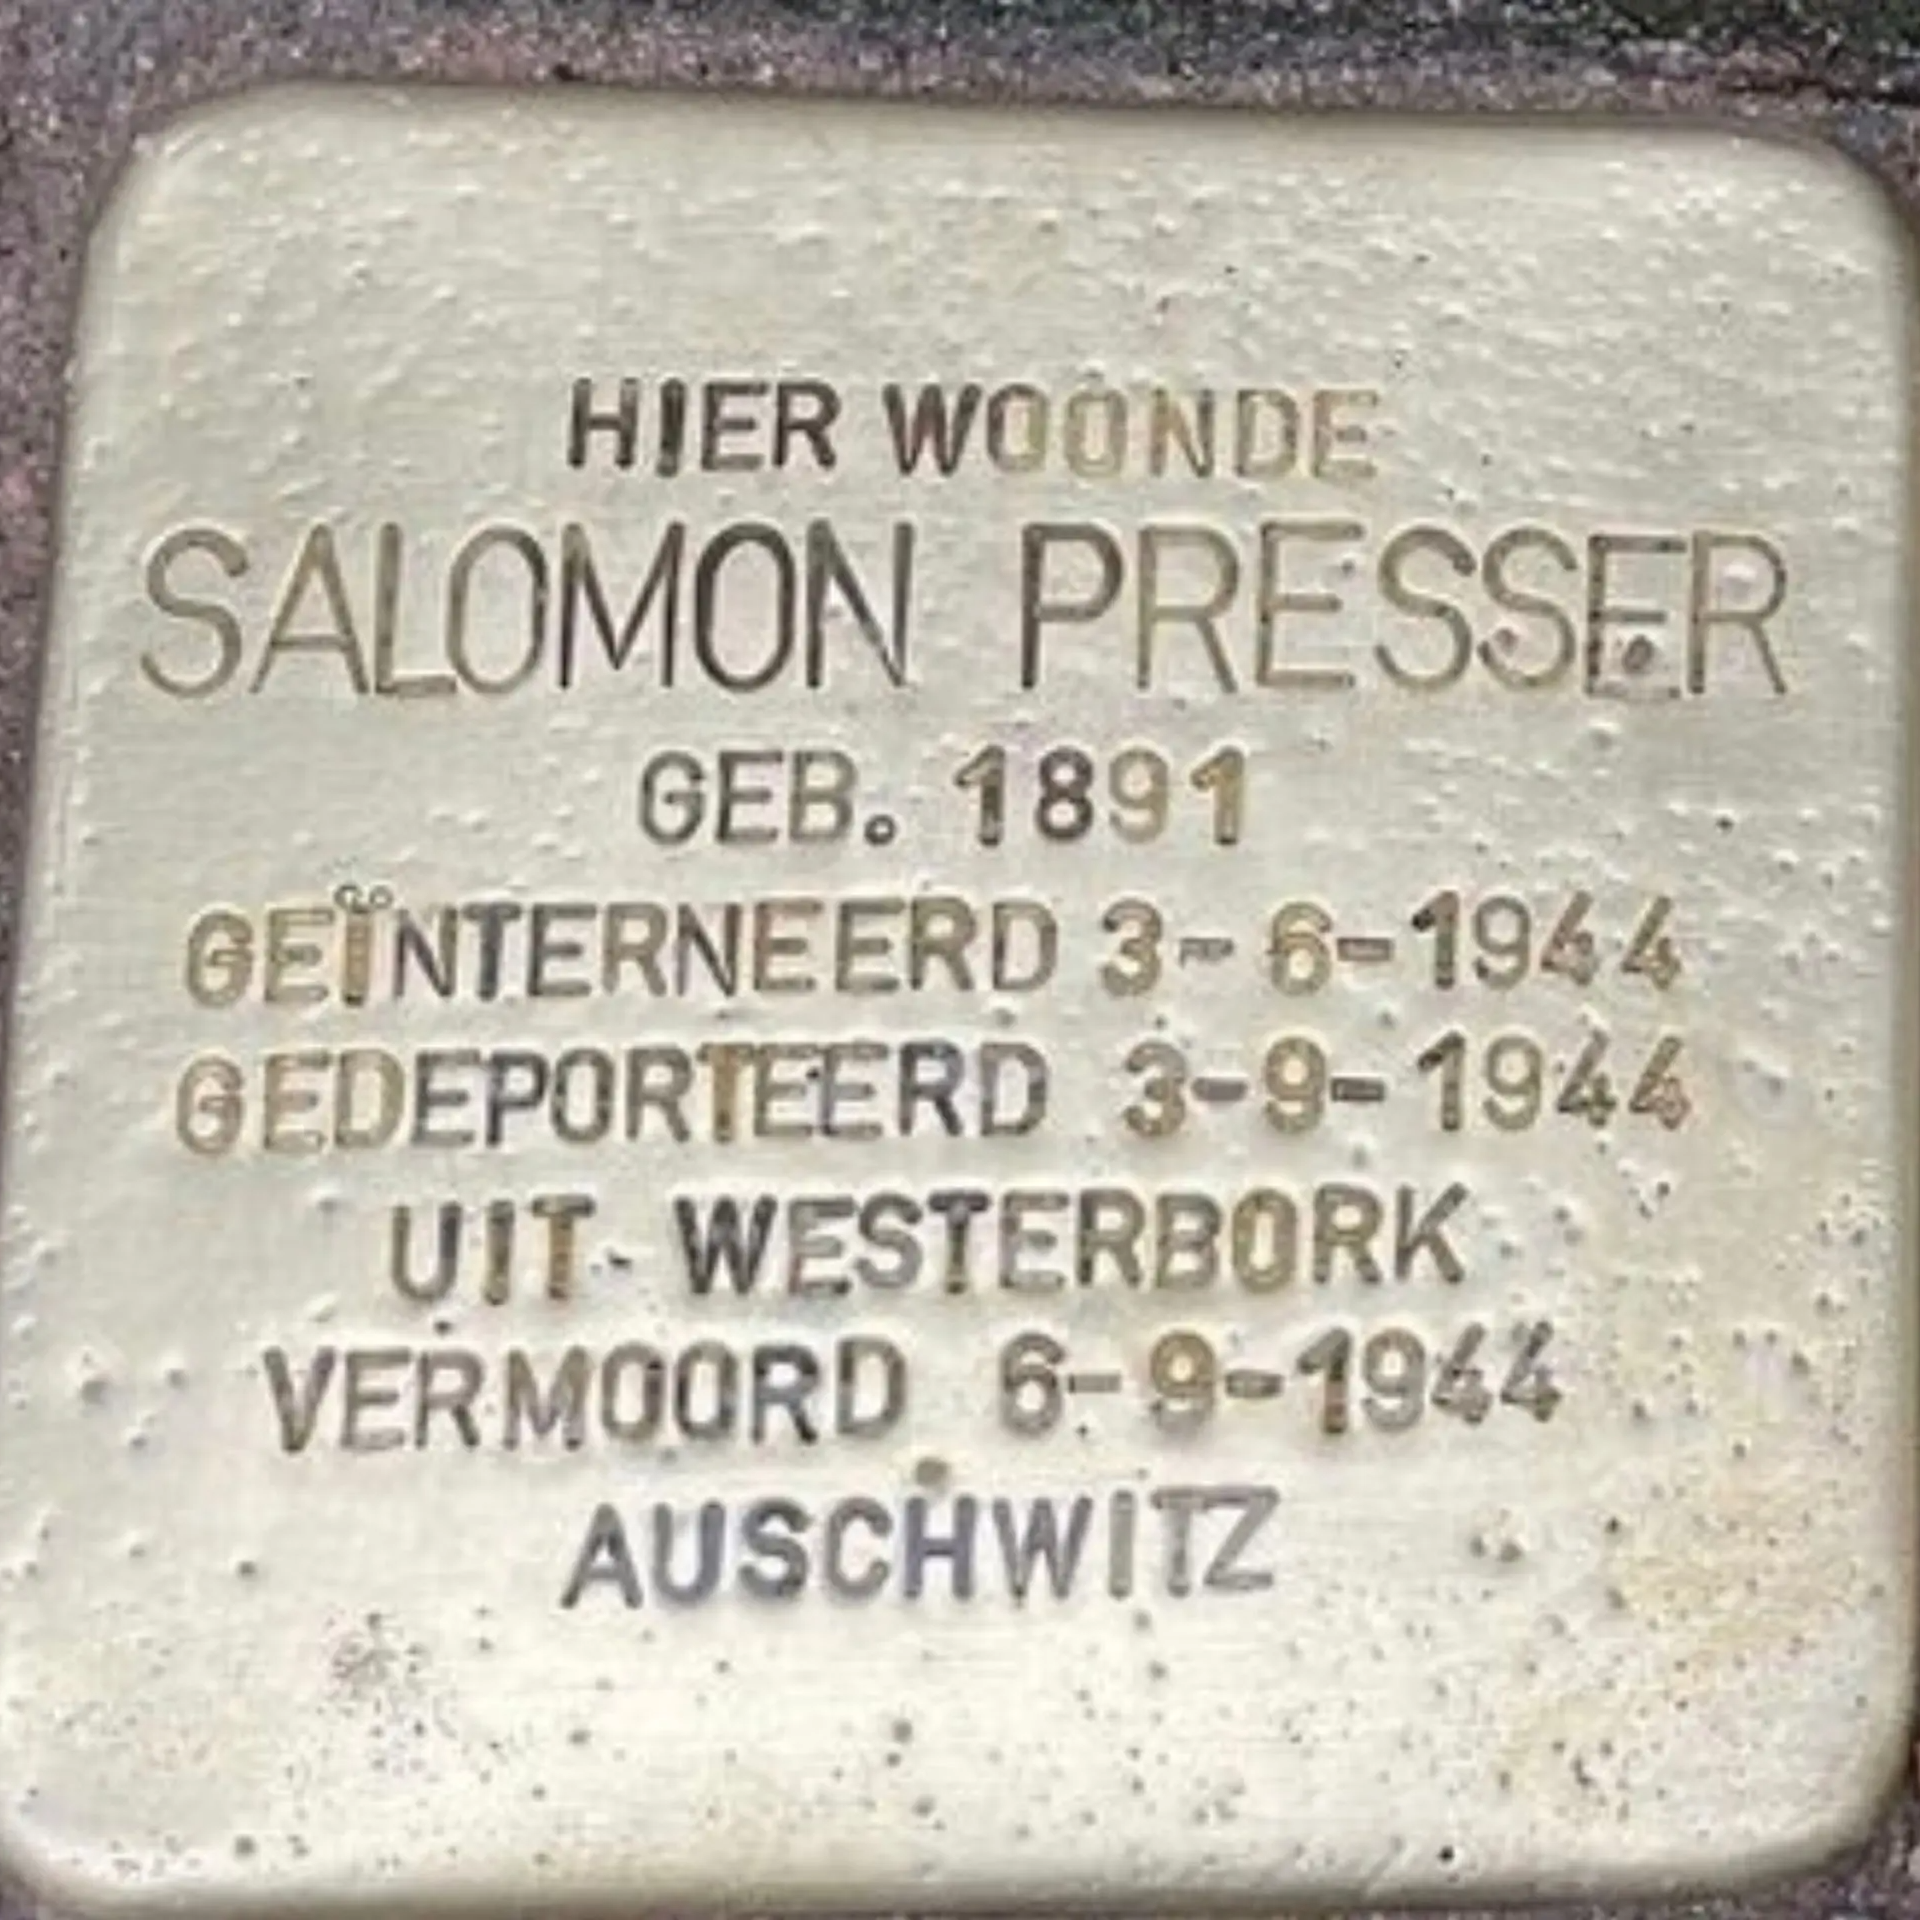 HIER WOONDE
SALOMON PRESSER
GEB. 1891
GEÏNTERNEERD 3-6-1944
GEDEPORTEERD 3-9-1944
UIT WESTERBORK
VERMOORD 6-9-1944
AUSCHWITZ